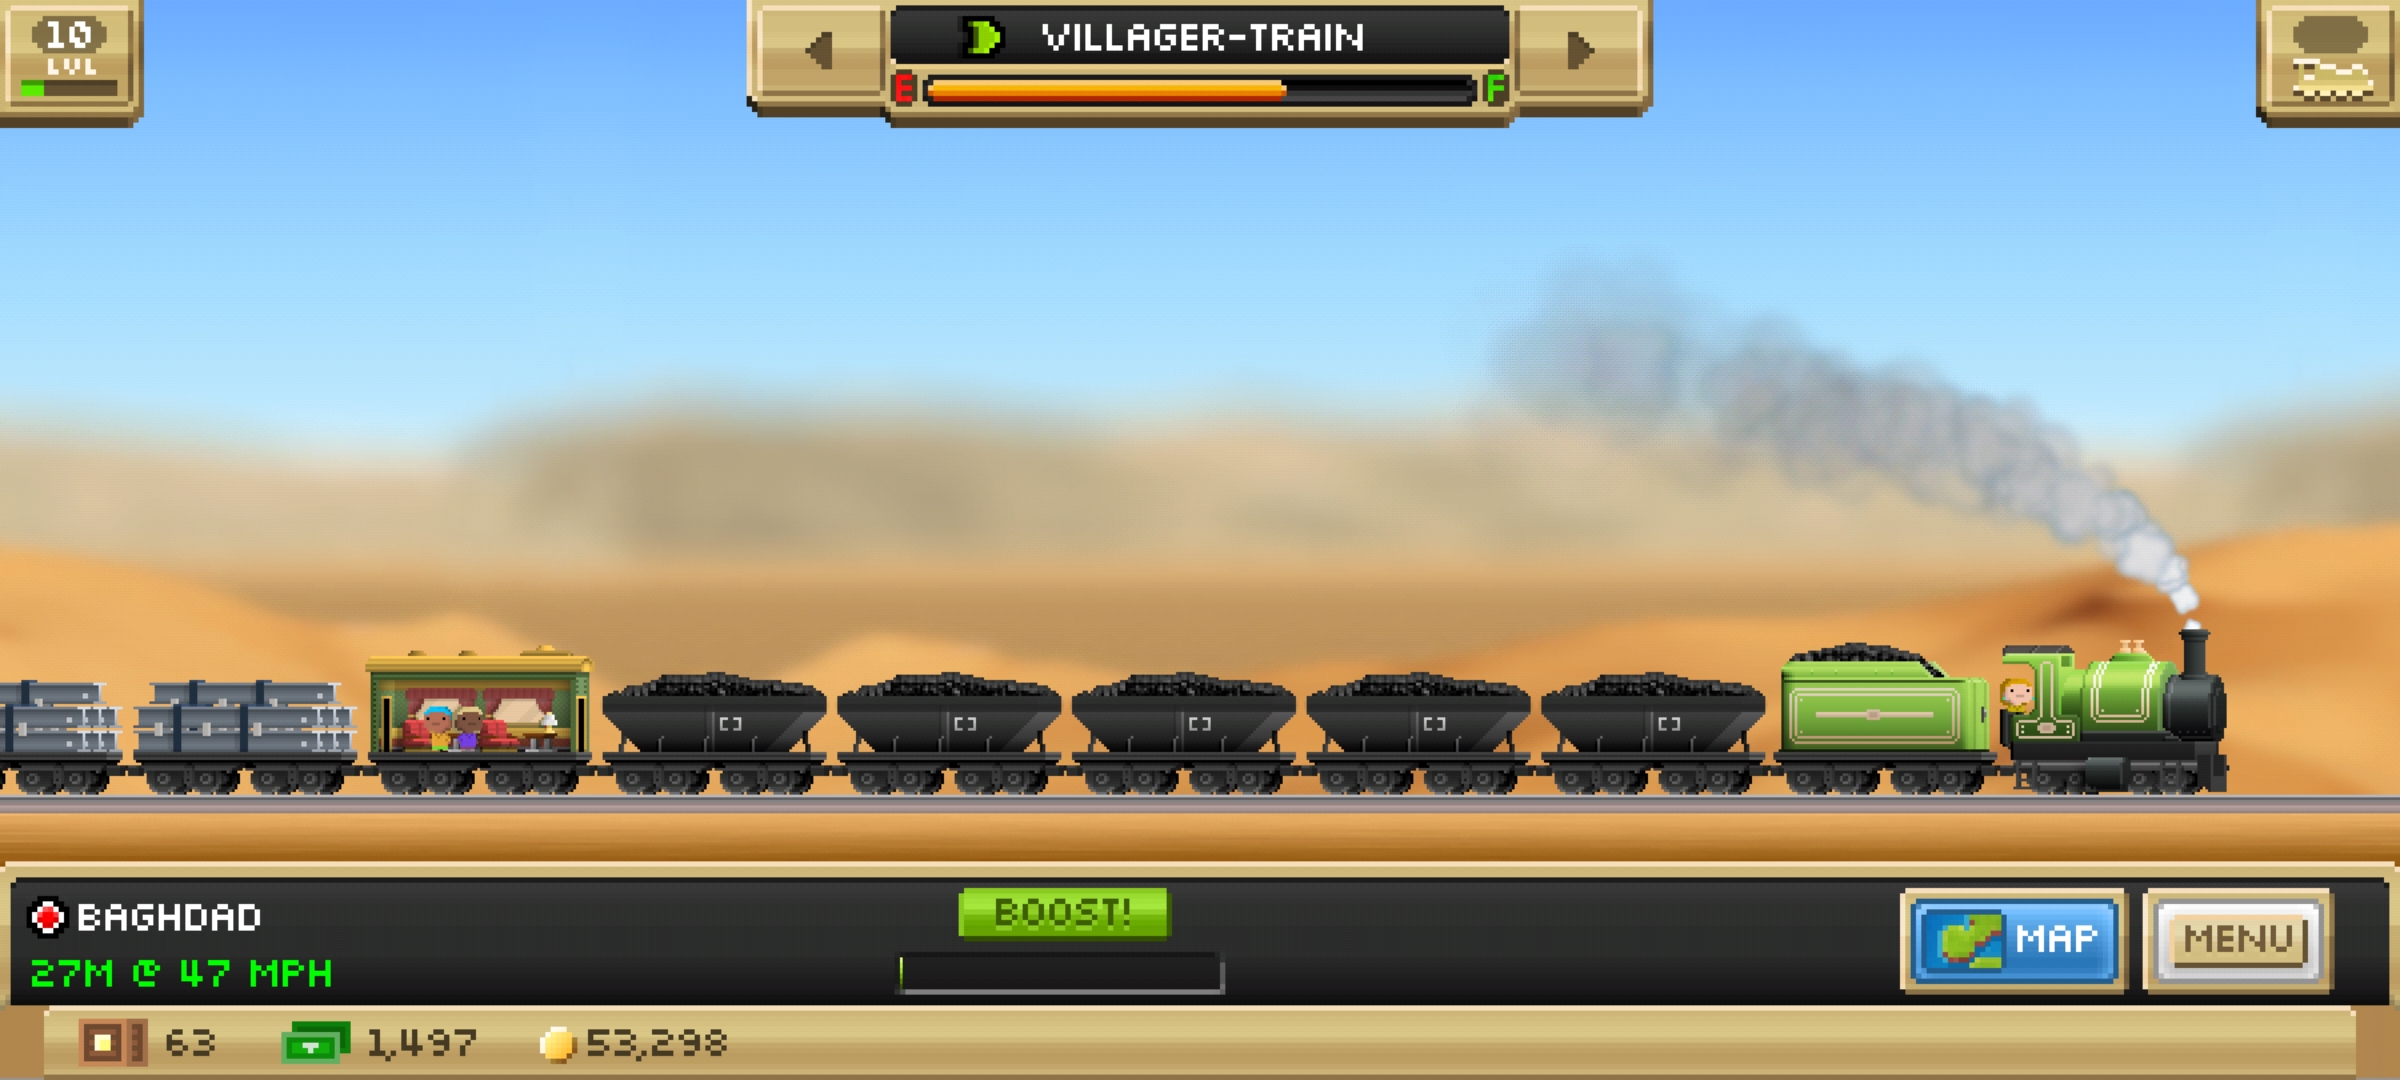 10
LVL
VILLAGER-TRAIN
E F
BAGHDAD
27M @ 47 MPH
BOOST!
MAP
MENU
63 1,497 53,298